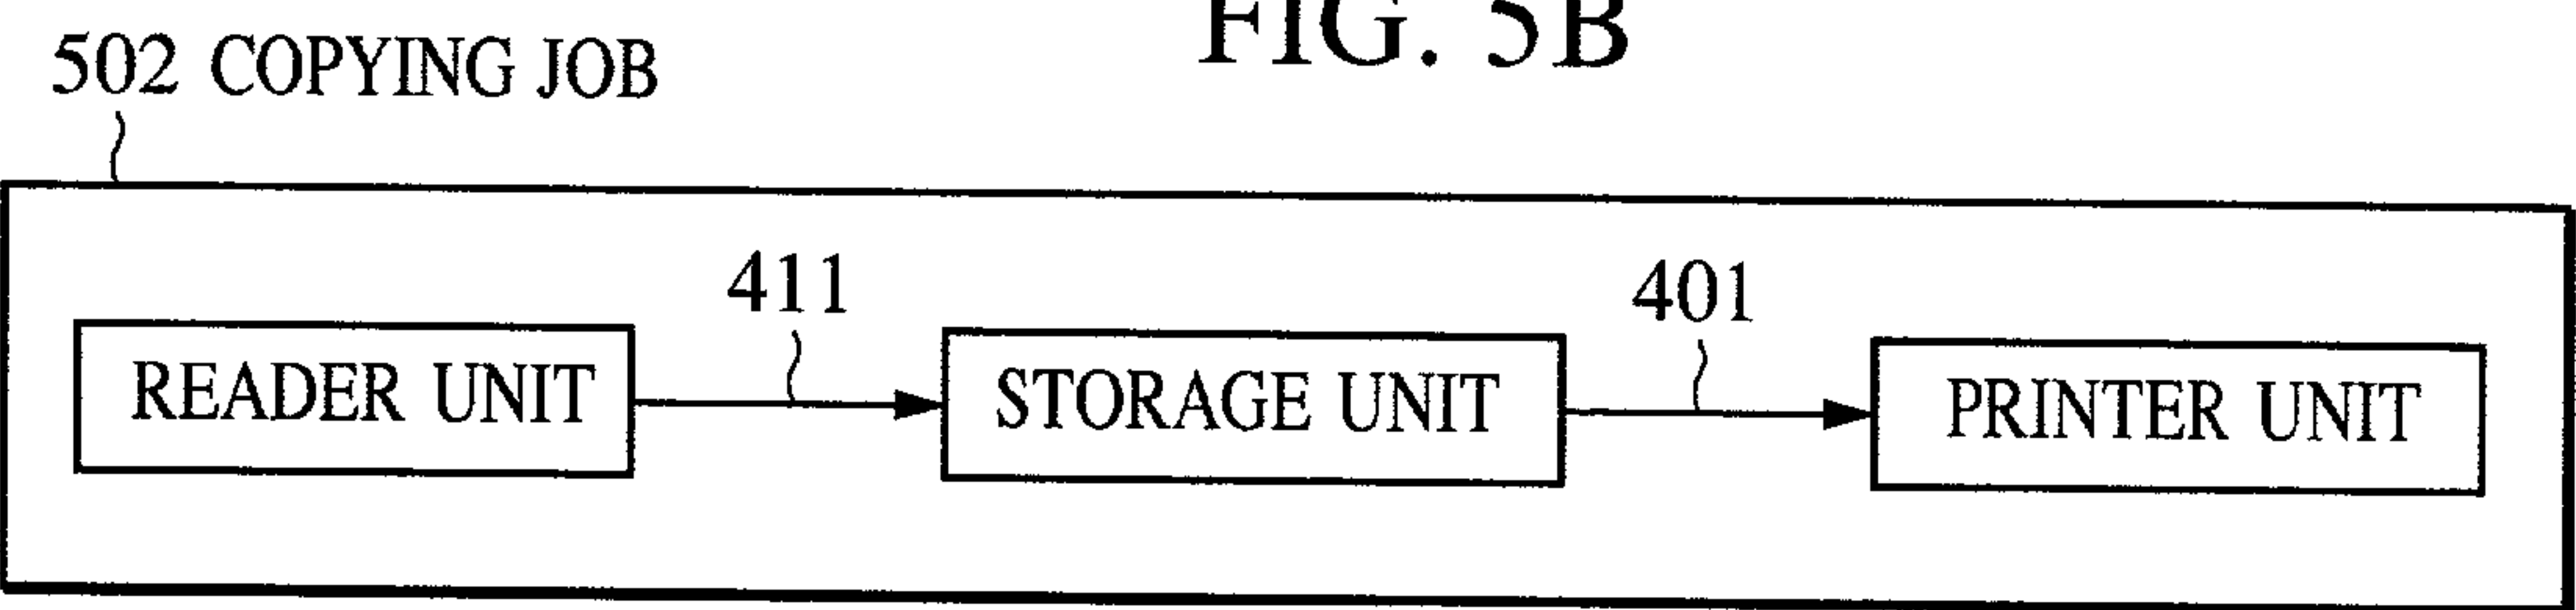 FIG. 5B
502 COPYING JOB
411
401
READER UNIT
STORAGE UNIT
PRINTER UNIT